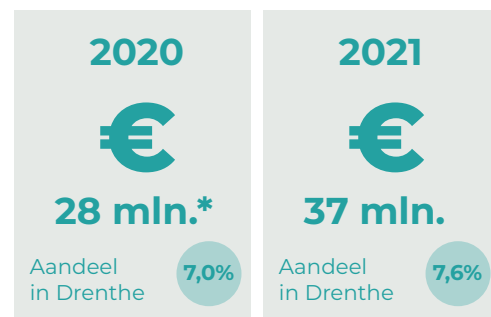 2020
€
28 mln.*
Aandeel
in Drenthe
7,0%
2021
€
37 mln.
Aandeel
in Drenthe
7,6%